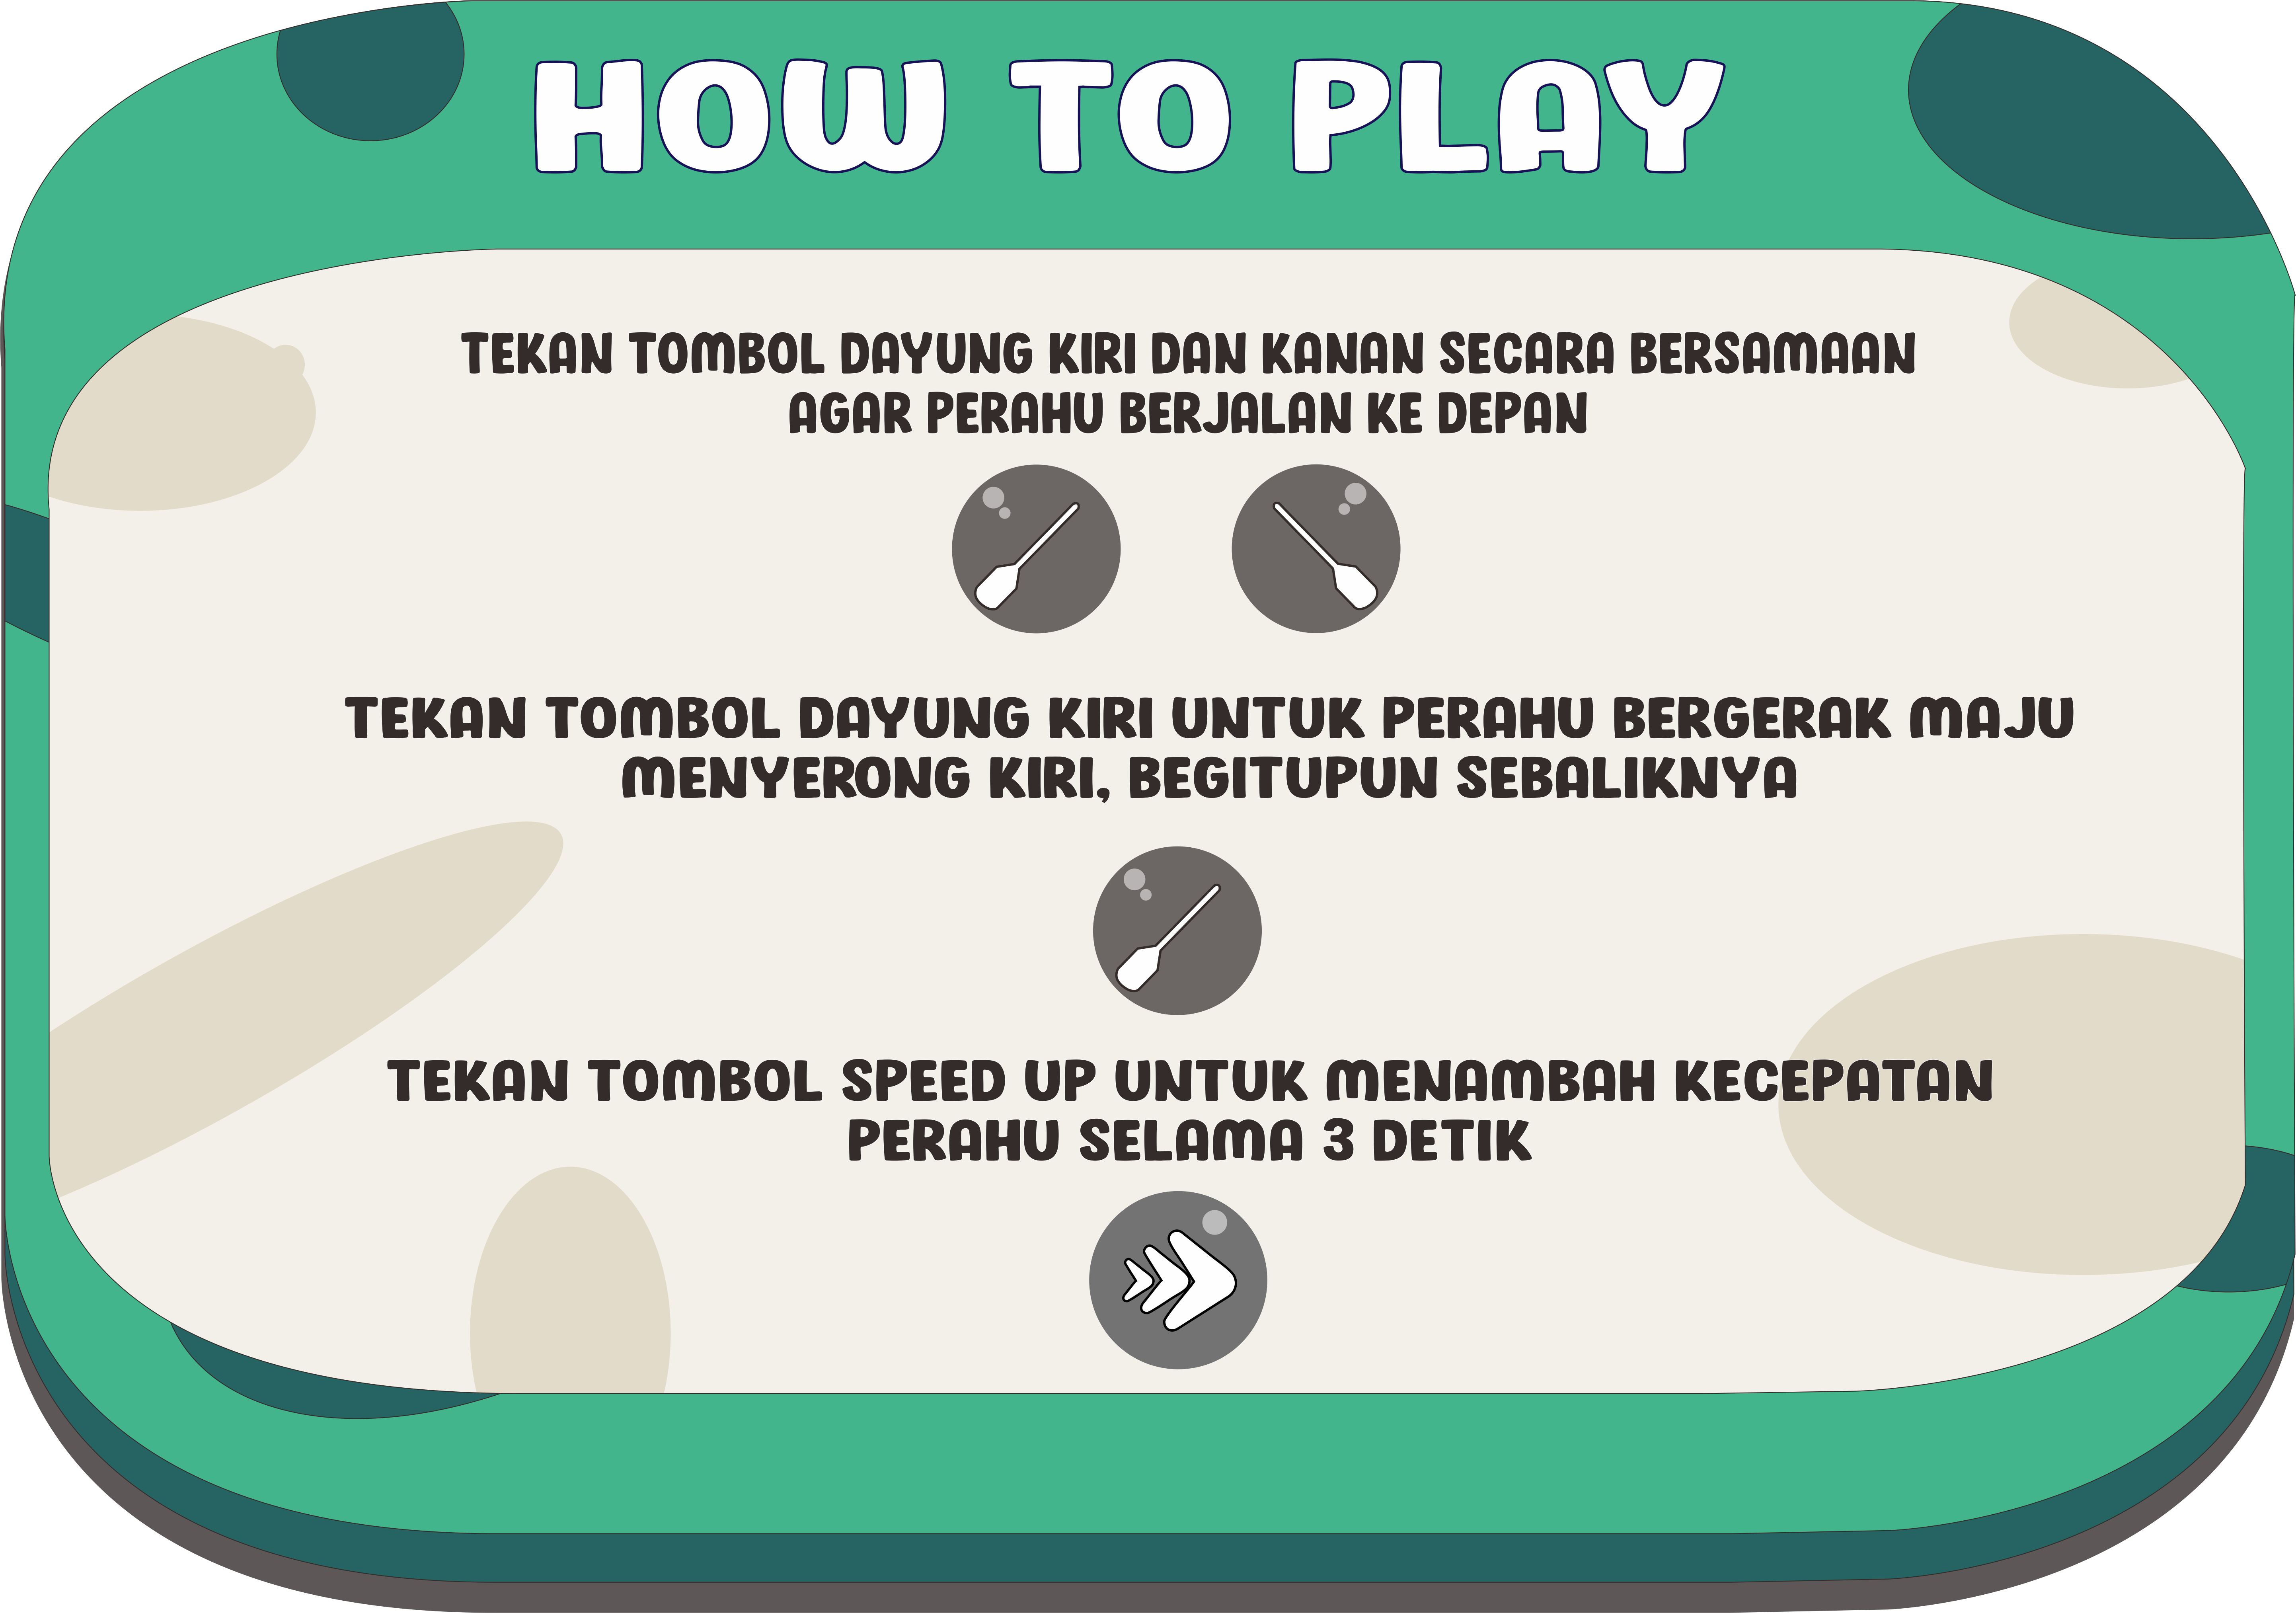 HOW TO PLAY
TEKAN TOMBOL DAYUNG KIRI DAN KANAN SECARA BERSAMAAN
AGAR PERAHU BERJALAN KE DEPAN
TEKAN TOMBOL DAYUNG KIRI UNTUK PERAHU BERGERAK MAJU
MENYERONG KIRI, BEGITUPUN SEBALIKNYA
TEKAN TOMBOL SPEED UP UNTUK MENAMBAH KECEPATAN
PERAHU SELAMA 3 DETIK